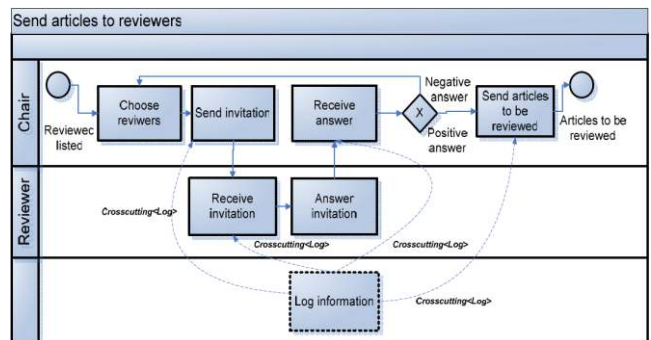 Send articles to reviewers
Chair
Reviewec
listed
Choose
reviwers
Send invitation
Receive
answer
X
Negative
answer
Positive
answer
Send articles
to be
reviewed
Articles to be
reviewed
Reviewer
Receive
invitation
Answer
invitation
Crosscutting<Log>
Crosscutting<Log>
Crosscutting<Log>
Log information
Crosscutting<Log>